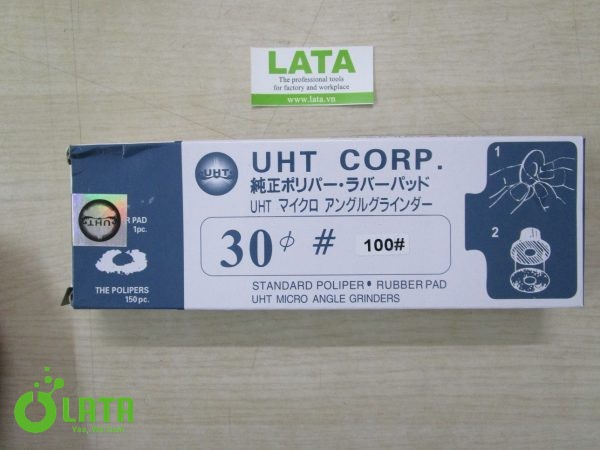 LATA
The professional tools
for factory and workplace
www.lata.vn
UHT
UHT CORP.
純正ポリパー・ラバーパッド
UHT マイクロ アングルグラインダー
30φ # 100#
STANDARD POLIPER • RUBBER PAD
UHT MICRO ANGLE GRINDERS
UHT
PAD
1pc.
THE POLIPERS
150 pc.
1
2
LATA